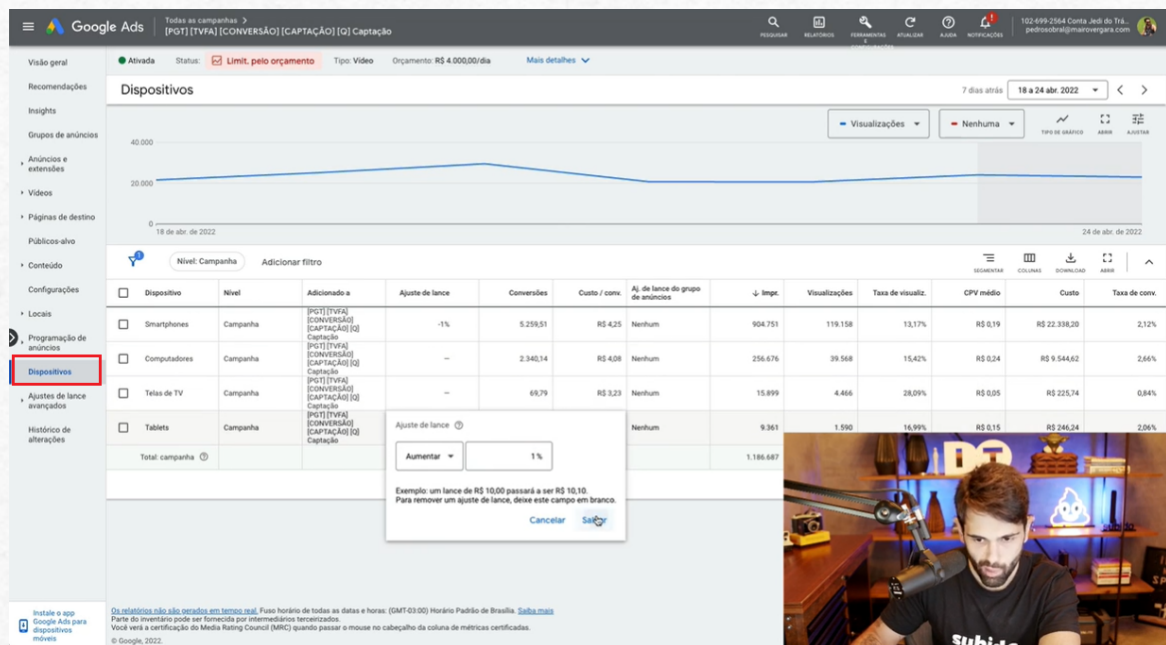 Google Ads
Todas as campanhas >
[PGT] [TVFA] [CONVERSÃO] [CAPTAÇÃO] [Q] Captação
PESQUISAR
RELATÓRIOS
FERRAMENTAS
E
CONFIGURAÇÕES
ATUALIZAR
AJUDA
NOTIFICAÇÕES
102-699-2564 Conta Jedi do Trá...
pedrosobral@mairovergara.com
Visão geral
Recomendações
Insights
Grupos de anúncios
Anúncios e
extensões
Vídeos
Páginas de destino
Públicos-alvo
Conteúdo
Configurações
Locais
Programação de
anúncios
Dispositivos
Ajustes de lance
avançados
Histórico de
alterações
Instale o app
Google Ads para
dispositivos
móveis
Ativada Status: Limit. pelo orçamento Tipo: Vídeo Orçamento: R$ 4.000,00/dia Mais detalhes
Dispositivos
7 dias atrás 18 a 24 abr. 2022
Visualizações Nenhuma
TIPO DE GRÁFICO ABRIR AJUSTAR
40.000
20.000
0
18 de abr. de 2022 24 de abr. de 2022
1
Nível: Campanha Adicionar filtro
SEGMENTAR COLUNAS DOWNLOAD ABRIR
Dispositivo Nível Adicionado a Ajuste de lance Conversões Custo / conv. Aj. de lance do grupo de anúncios Impr. Visualizações Taxa de visualiz. CPV médio Custo Taxa de conv.
Smartphones Campanha [PGT] [TVFA] [CONVERSÃO] [CAPTAÇÃO] [Q] Captação -1% 5.259,51 R$ 4,25 Nenhum 904.751 119.158 13,17% R$ 0,19 R$ 22.338,20 2,12%
Computadores Campanha [PGT] [TVFA] [CONVERSÃO] [CAPTAÇÃO] [Q] Captação — 2.340,14 R$ 4,08 Nenhum 256.676 39.568 15,42% R$ 0,24 R$ 9.544,62 2,66%
Telas de TV Campanha [PGT] [TVFA] [CONVERSÃO] [CAPTAÇÃO] [Q] Captação — 69,79 R$ 3,23 Nenhum 15.899 4.466 28,09% R$ 0,05 R$ 225,74 0,84%
Tablets Campanha [PGT] [TVFA] [CONVERSÃO] [CAPTAÇÃO] [Q] Captação Nenhum 9.361 1.590 16,99% R$ 0,15 R$ 246,24 2,06%
Total: campanha 1.186.687
Ajuste de lance
Aumentar 1 %
Exemplo: um lance de R$ 10,00 passará a ser R$ 10,10.
Para remover um ajuste de lance, deixe este campo em branco.
Cancelar Salvar
Os relatórios não são gerados em tempo real. Fuso horário de todas as datas e horas: (GMT-03:00) Horário Padrão de Brasília. Saiba mais
Parte do inventário pode ser fornecida por intermediários terceirizados.
Você verá a certificação do Media Rating Council (MRC) quando passar o mouse no cabeçalho da coluna de métricas certificadas.
© Google, 2022.